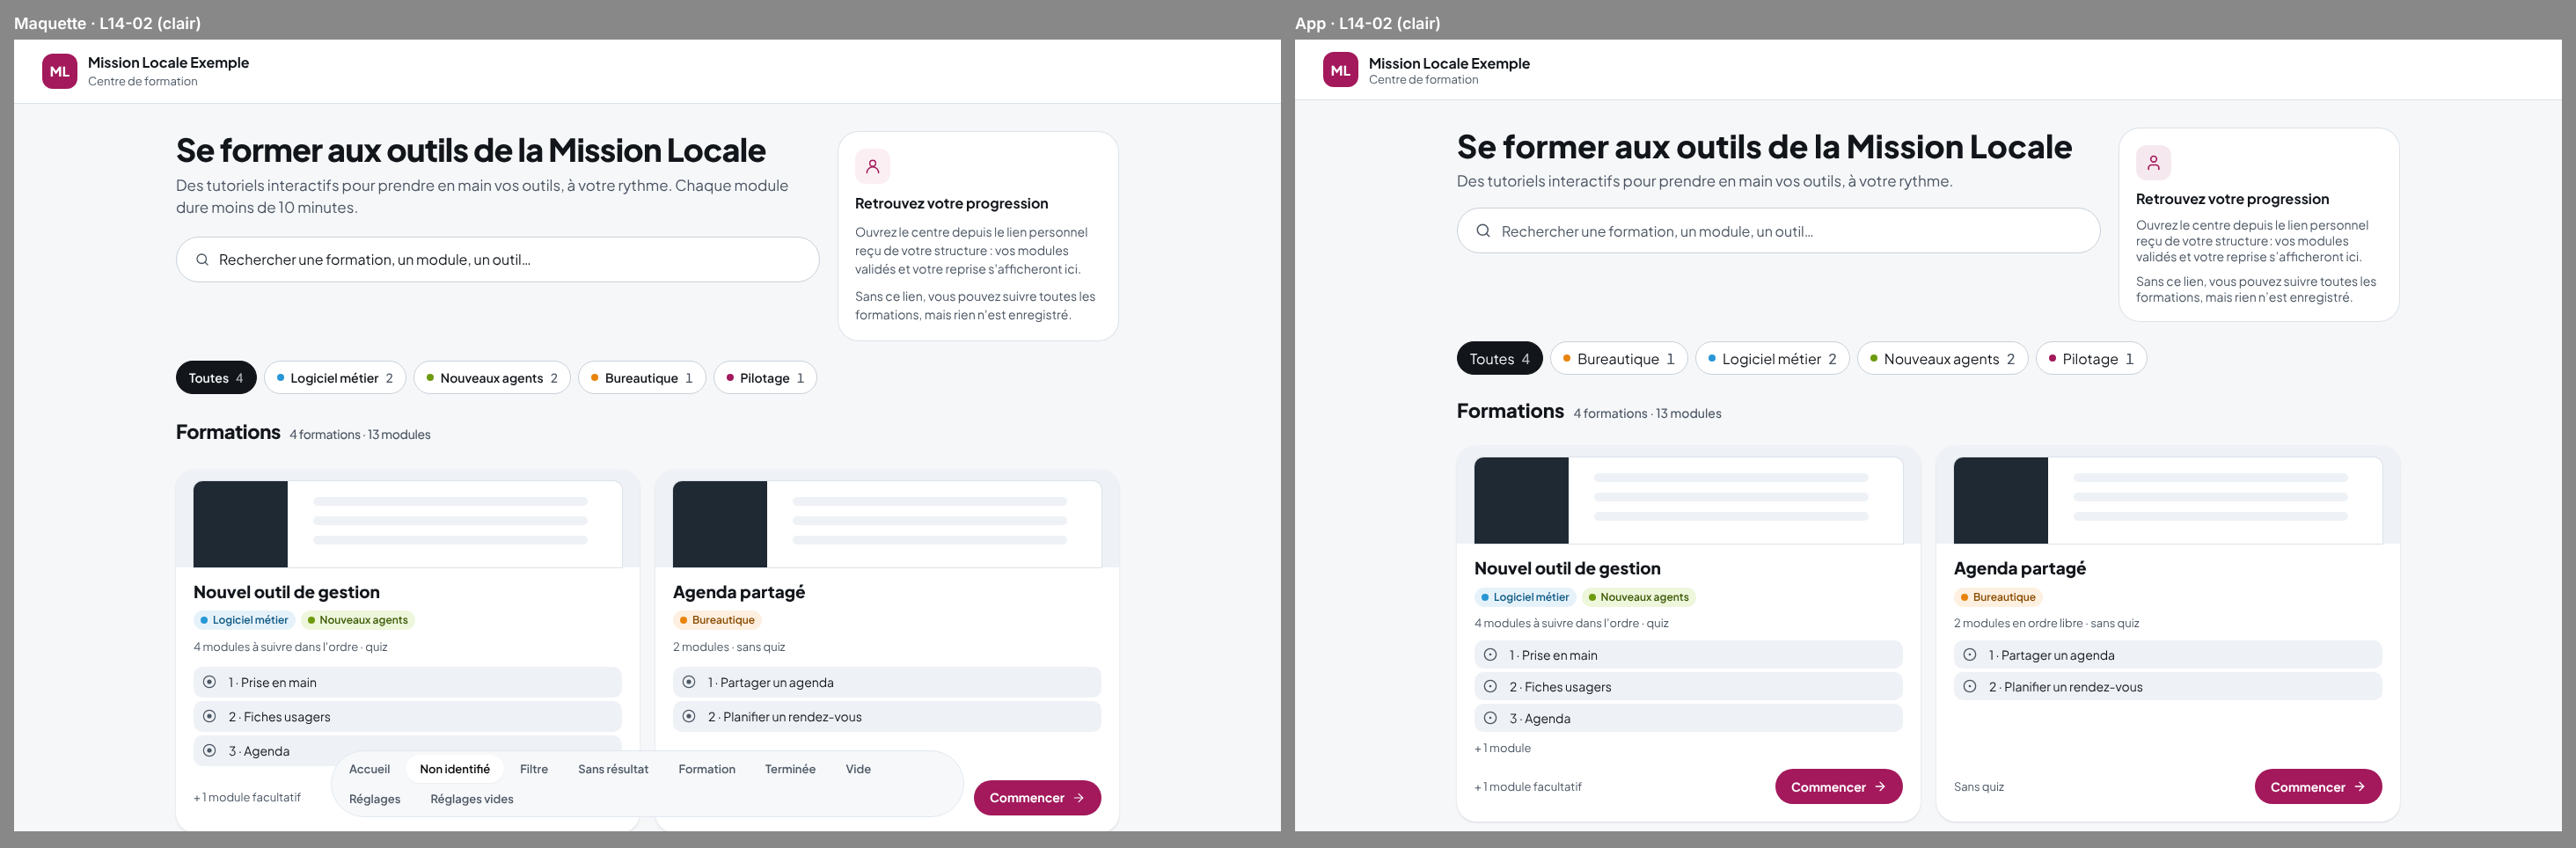 Maquette · L14-02 (clair)
ML
Mission Locale Exemple
Centre de formation
Se former aux outils de la Mission Locale
Des tutoriels interactifs pour prendre en main vos outils, à votre rythme. Chaque module
dure moins de 10 minutes.
Rechercher une formation, un module, un outil…
Retrouvez votre progression
Ouvrez le centre depuis le lien personnel
reçu de votre structure : vos modules
validés et votre reprise s'afficheront ici.
Sans ce lien, vous pouvez suivre toutes les
formations, mais rien n'est enregistré.
Toutes 4
Logiciel métier 2
Nouveaux agents 2
Bureautique 1
Pilotage 1
Formations 4 formations · 13 modules
Nouvel outil de gestion
Logiciel métier
Nouveaux agents
4 modules à suivre dans l'ordre · quiz
1 · Prise en main
2 · Fiches usagers
3 · Agenda
+ 1 module facultatif
Agenda partagé
Bureautique
2 modules · sans quiz
1 · Partager un agenda
2 · Planifier un rendez-vous
Commencer →
Accueil
Non identifié
Filtre
Sans résultat
Formation
Terminée
Vide
Réglages
Réglages vides
App · L14-02 (clair)
ML
Mission Locale Exemple
Centre de formation
Se former aux outils de la Mission Locale
Des tutoriels interactifs pour prendre en main vos outils, à votre rythme.
Rechercher une formation, un module, un outil…
Retrouvez votre progression
Ouvrez le centre depuis le lien personnel
reçu de votre structure : vos modules
validés et votre reprise s'afficheront ici.
Sans ce lien, vous pouvez suivre toutes les
formations, mais rien n'est enregistré.
Toutes 4
Bureautique 1
Logiciel métier 2
Nouveaux agents 2
Pilotage 1
Formations 4 formations · 13 modules
Nouvel outil de gestion
Logiciel métier
Nouveaux agents
4 modules à suivre dans l'ordre · quiz
1 · Prise en main
2 · Fiches usagers
3 · Agenda
+ 1 module
+ 1 module facultatif
Commencer →
Agenda partagé
Bureautique
2 modules en ordre libre · sans quiz
1 · Partager un agenda
2 · Planifier un rendez-vous
Sans quiz
Commencer →